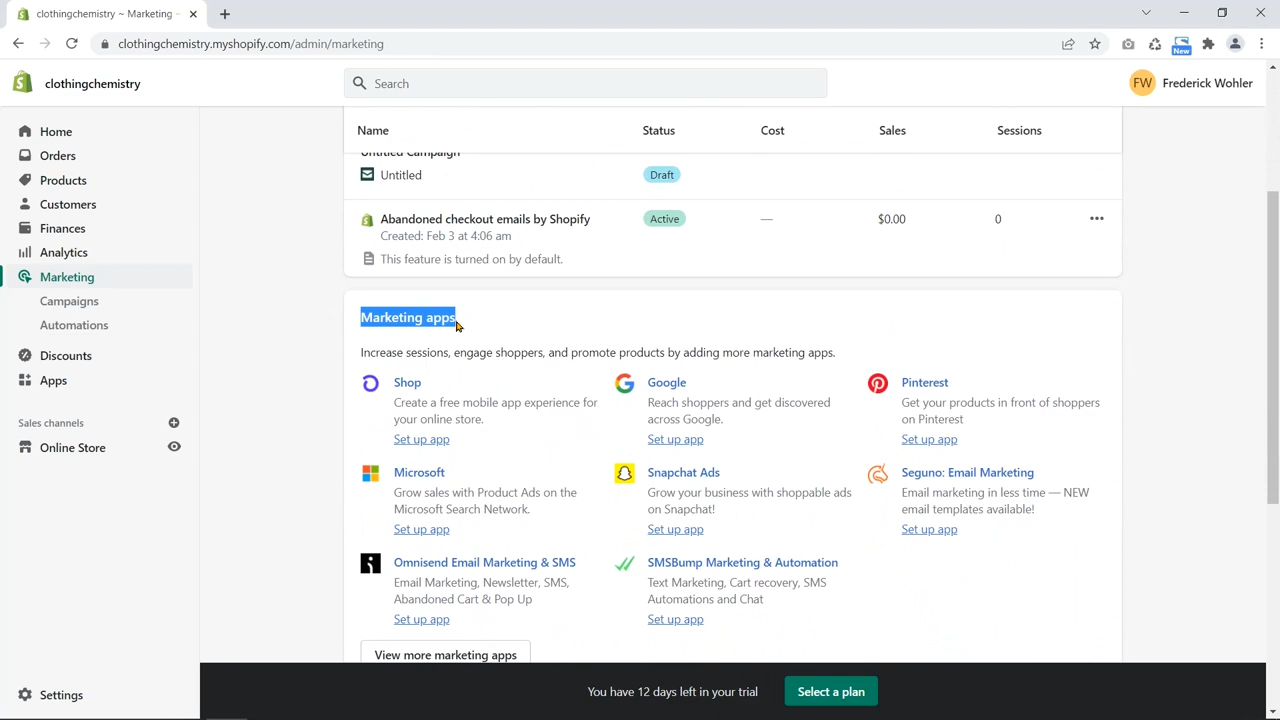 clothingchemistry ~ Marketing ~
clothingchemistry.myshopify.com/admin/marketing
New
clothingchemistry
Search
FW Frederick Wohler
Home
Orders
Products
Customers
Finances
Analytics
Marketing
Campaigns
Automations
Discounts
Apps
Sales channels
Online Store
Settings
Name Status Cost Sales Sessions
Untitled Campaign
Untitled Draft
Abandoned checkout emails by Shopify Active — $0.00 0
Created: Feb 3 at 4:06 am
This feature is turned on by default.
Marketing apps
Increase sessions, engage shoppers, and promote products by adding more marketing apps.
Shop
Create a free mobile app experience for
your online store.
Set up app
Google
Reach shoppers and get discovered
across Google.
Set up app
Pinterest
Get your products in front of shoppers
on Pinterest
Set up app
Microsoft
Grow sales with Product Ads on the
Microsoft Search Network.
Set up app
Snapchat Ads
Grow your business with shoppable ads
on Snapchat!
Set up app
Seguno: Email Marketing
Email marketing in less time — NEW
email templates available!
Set up app
Omnisend Email Marketing & SMS
Email Marketing, Newsletter, SMS,
Abandoned Cart & Pop Up
Set up app
SMSBump Marketing & Automation
Text Marketing, Cart recovery, SMS
Automations and Chat
Set up app
View more marketing apps
You have 12 days left in your trial
Select a plan